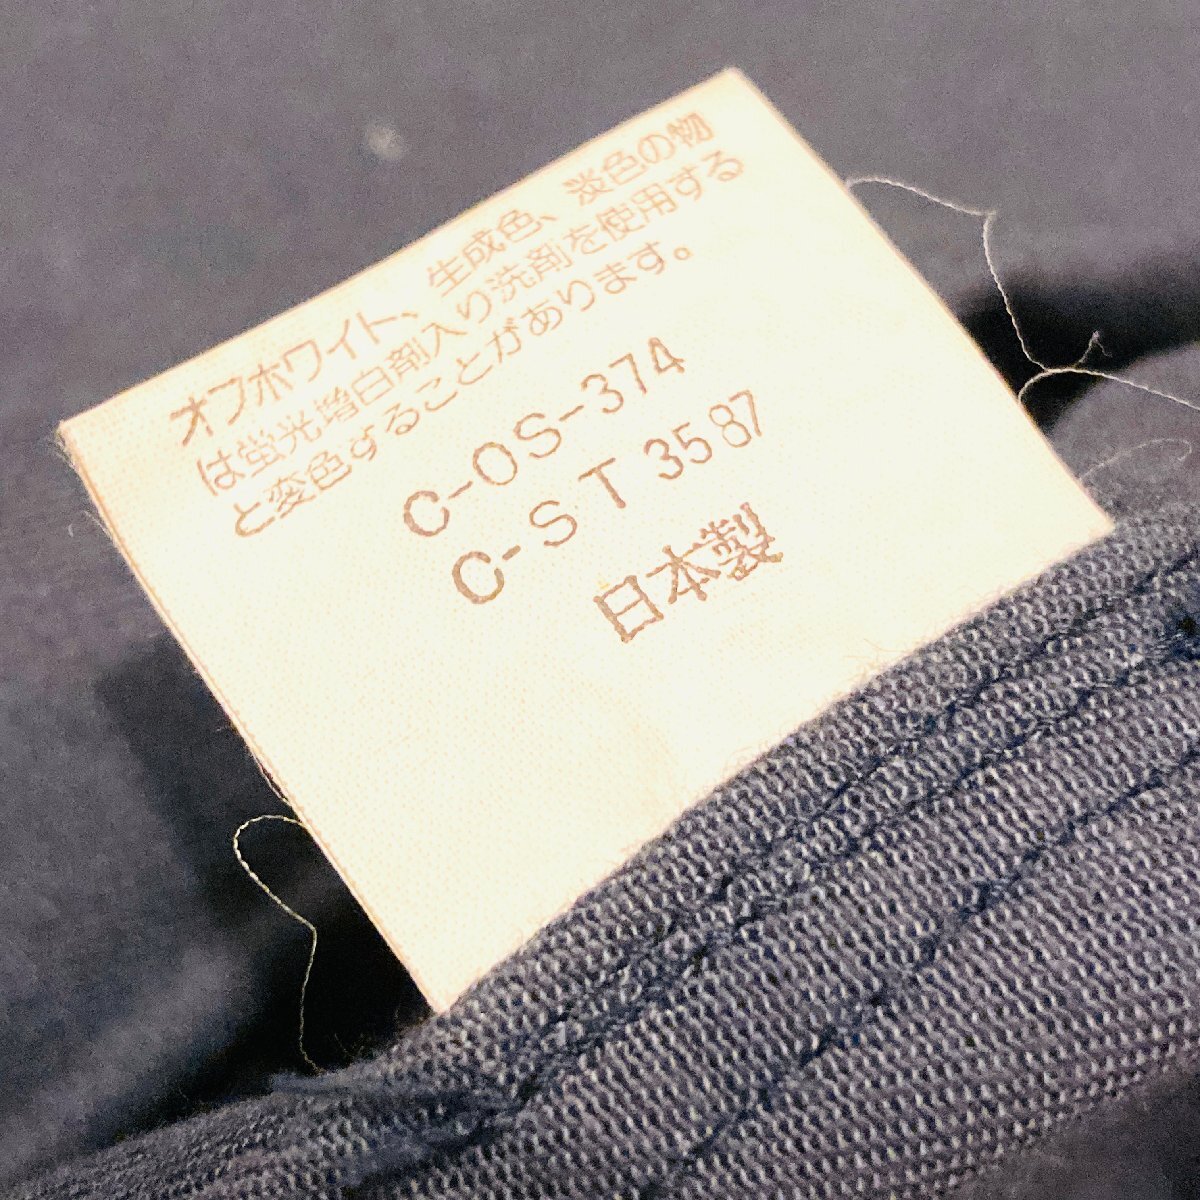 オフホワイト、生成色、淡色の物
は蛍光増白剤入り洗剤を使用する
と変色することがあります。
C-OS-374
C-ST 3587
日本製